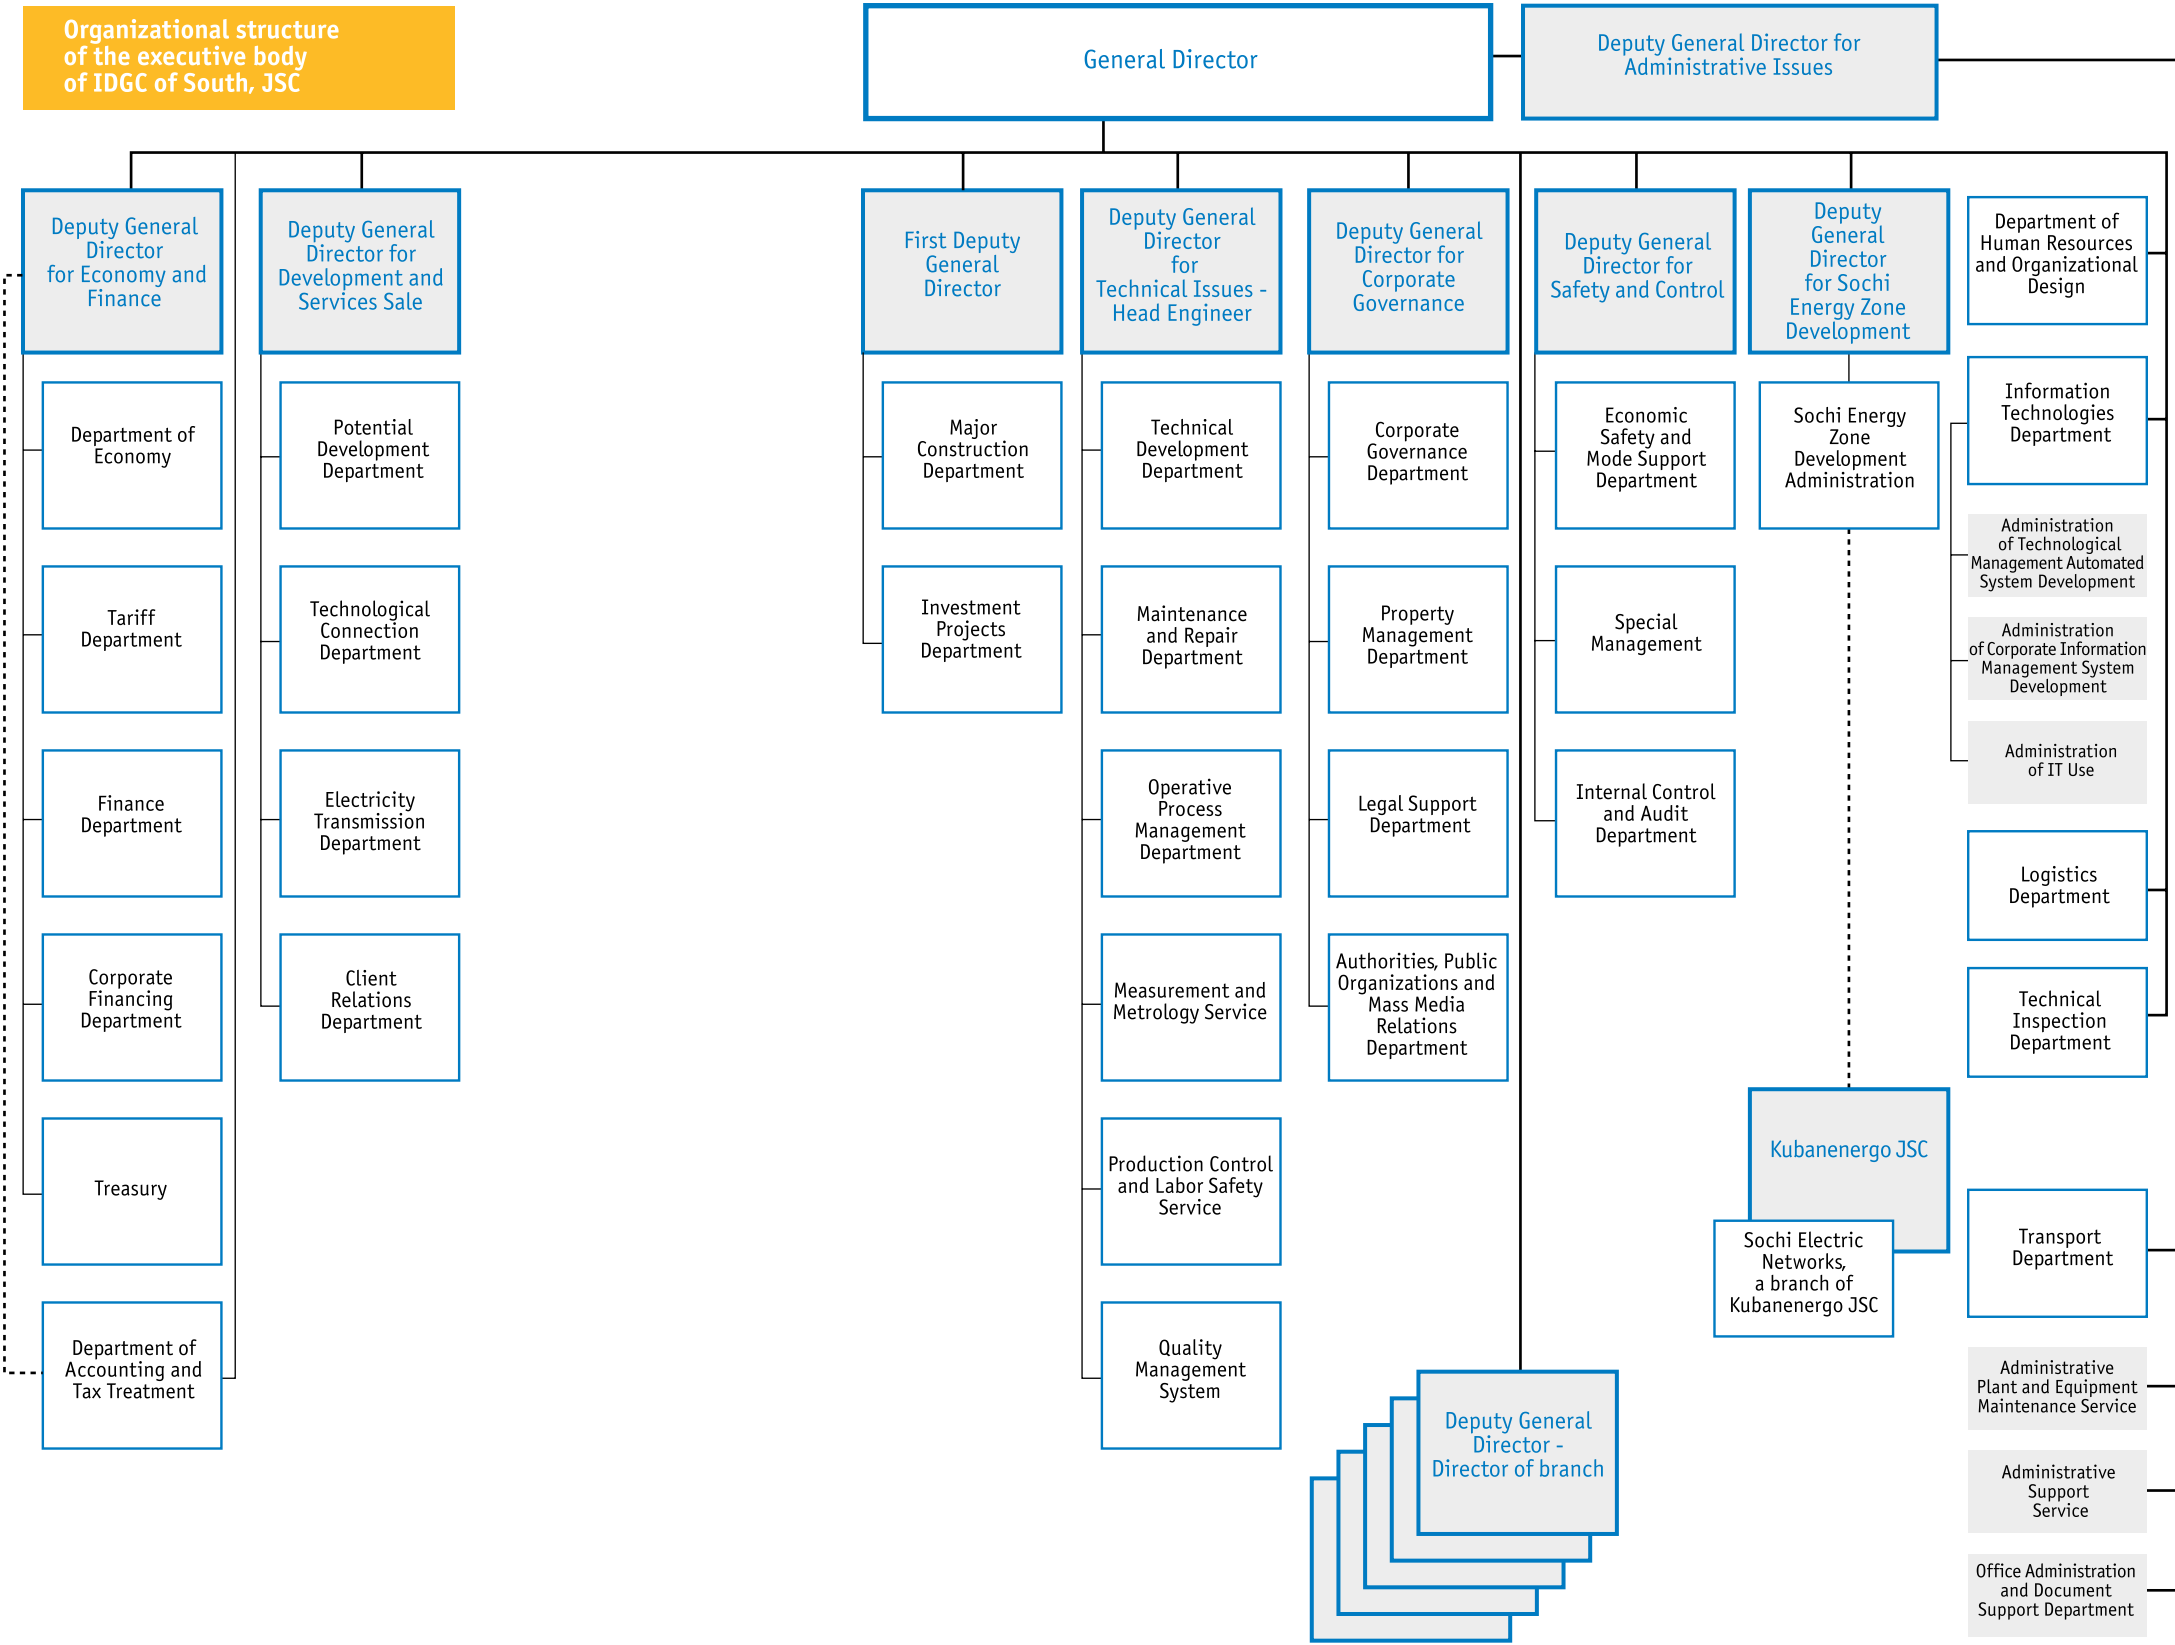 Organizational structure
of the executive body
of IDGC of South, JSC
General Director
Deputy General Director for
Administrative Issues
Deputy General
Director
for Economy and
Finance
Deputy General
Director for
Development and
Services Sale
First Deputy
General
Director
Deputy General
Director
for
Technical Issues -
Head Engineer
Deputy General
Director for
Corporate
Governance
Deputy General
Director for
Safety and Control
Deputy
General
Director
for Sochi
Energy Zone
Development
Department of
Human Resources
and Organizational
Design
Department of
Economy
Tariff
Department
Finance
Department
Corporate
Financing
Department
Treasury
Department of
Accounting and
Tax Treatment
Potential
Development
Department
Technological
Connection
Department
Electricity
Transmission
Department
Client
Relations
Department
Major
Construction
Department
Investment
Projects
Department
Technical
Development
Department
Maintenance
and Repair
Department
Operative
Process
Management
Department
Measurement and
Metrology Service
Production Control
and Labor Safety
Service
Quality
Management
System
Corporate
Governance
Department
Property
Management
Department
Legal Support
Department
Authorities, Public
Organizations and
Mass Media
Relations
Department
Deputy General
Director -
Director of branch
Economic
Safety and
Mode Support
Department
Special
Management
Internal Control
and Audit
Department
Sochi Energy
Zone
Development
Administration
Kubanenergo JSC
Sochi Electric
Networks,
a branch of
Kubanenergo JSC
Information
Technologies
Department
Administration
of Technological
Management Automated
System Development
Administration
of Corporate Information
Management System
Development
Administration
of IT Use
Logistics
Department
Technical
Inspection
Department
Transport
Department
Administrative
Plant and Equipment
Maintenance Service
Administrative
Support
Service
Office Administration
and Document
Support Department